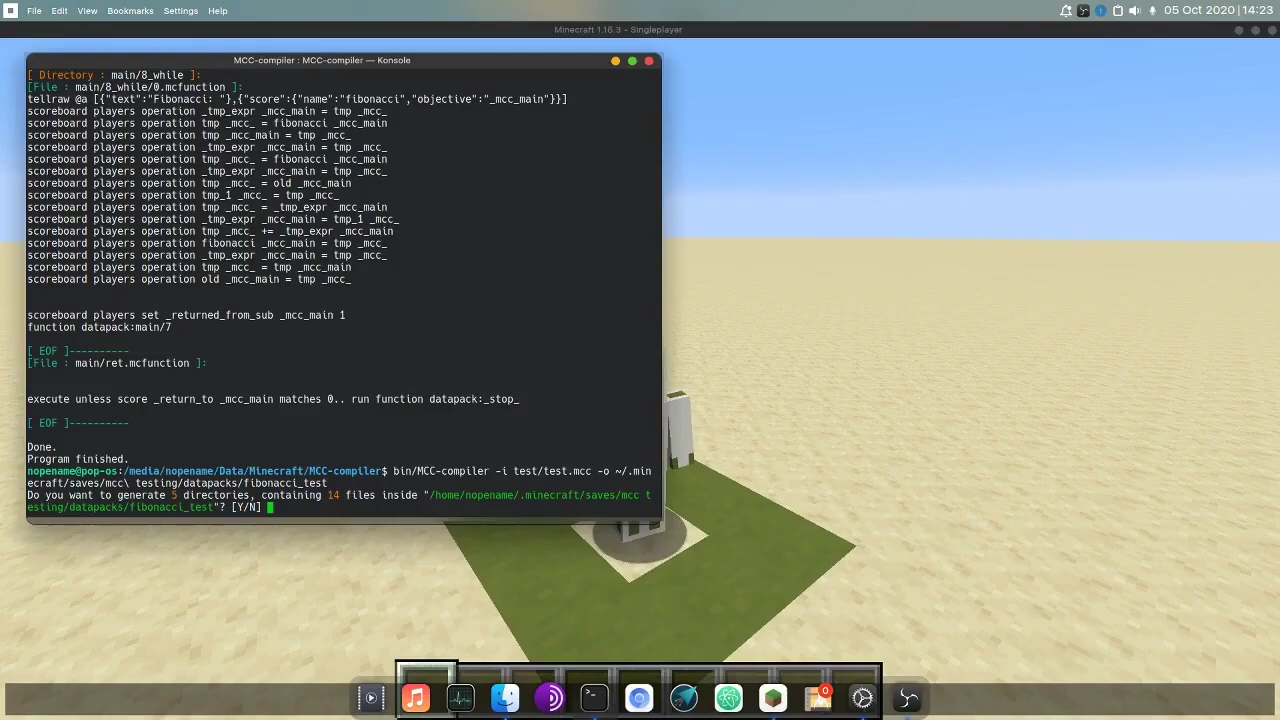 File Edit View Bookmarks Settings Help
05 Oct 2020 | 14:23
Minecraft 1.16.3 - Singleplayer
MCC-compiler : MCC-compiler — Konsole
[ Directory : main/8_while ]:
[File : main/8_while/0.mcfunction ]:
tellraw @a [{"text":"Fibonacci: "},{"score":{"name":"fibonacci","objective":"_mcc_main"}}]
scoreboard players operation _tmp_expr _mcc_main = tmp _mcc_
scoreboard players operation tmp _mcc_ = fibonacci _mcc_main
scoreboard players operation tmp _mcc_main = tmp _mcc_
scoreboard players operation _tmp_expr _mcc_main = tmp _mcc_
scoreboard players operation tmp _mcc_ = fibonacci _mcc_main
scoreboard players operation _tmp_expr _mcc_main = tmp _mcc_
scoreboard players operation tmp _mcc_ = old _mcc_main
scoreboard players operation tmp_1 _mcc_ = tmp _mcc_
scoreboard players operation tmp _mcc_ = _tmp_expr _mcc_main
scoreboard players operation _tmp_expr _mcc_main = tmp_1 _mcc_
scoreboard players operation tmp _mcc_ += _tmp_expr _mcc_main
scoreboard players operation fibonacci _mcc_main = tmp _mcc_
scoreboard players operation _tmp_expr _mcc_main = tmp _mcc_
scoreboard players operation tmp _mcc_ = tmp _mcc_main
scoreboard players operation old _mcc_main = tmp _mcc_
scoreboard players set _returned_from_sub _mcc_main 1
function datapack:main/7
[ EOF ]----------
[File : main/ret.mcfunction ]:
execute unless score _return_to _mcc_main matches 0.. run function datapack:_stop_
[ EOF ]----------
Done.
Program finished.
nopename@pop-os:/media/nopename/Data/Minecraft/MCC-compiler$ bin/MCC-compiler -i test/test.mcc -o ~/.min
ecraft/saves/mcc\ testing/datapacks/fibonacci_test
Do you want to generate 5 directories, containing 14 files inside "/home/nopename/.minecraft/saves/mcc t
esting/datapacks/fibonacci_test"? [Y/N]
0